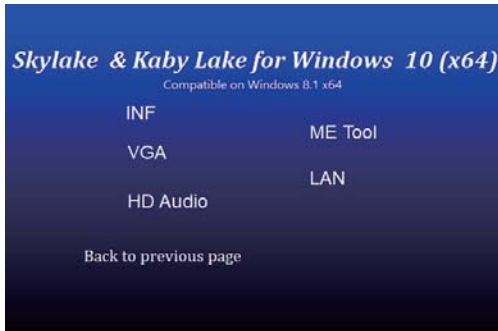 Skylake & Kaby Lake for Windows 10 (x64)
Compatible on Windows 8.1 x64
INF
ME Tool
VGA
LAN
HD Audio
Back to previous page